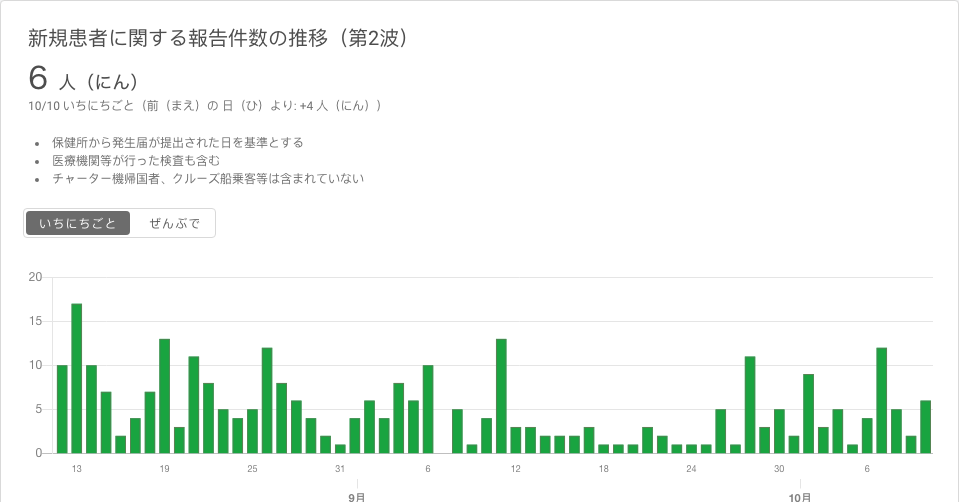 新規患者に関する報告件数の推移（第2波）
6 人（にん）
10/10 いちにちごと（前（まえ）の 日（ひ）より: +4 人（にん））
• 保健所から発生届が提出された日を基準とする
• 医療機関等が行った検査も含む
• チャーター機帰国者、クルーズ船乗客等は含まれていない
いちにちごと ぜんぶで
20
15
10
5
0
13 19 25 31 6 12 18 24 30 6
9月 10月